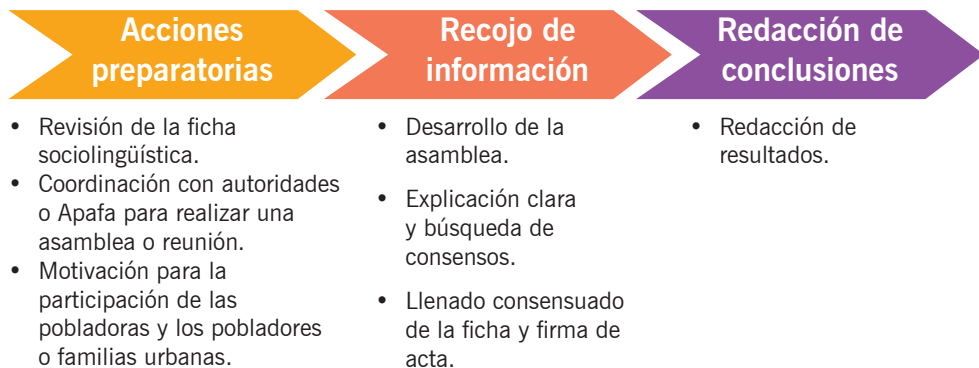 Acciones
preparatorias
Recojo de
información
Redacción de
conclusiones
• Revisión de la ficha
sociolingüística.
• Coordinación con autoridades
o Apafa para realizar una
asamblea o reunión.
• Motivación para la
participación de las
pobladoras y los pobladores
o familias urbanas.
• Desarrollo de la
asamblea.
• Explicación clara
y búsqueda de
consensos.
• Llenado consensuado
de la ficha y firma de
acta.
• Redacción de
resultados.